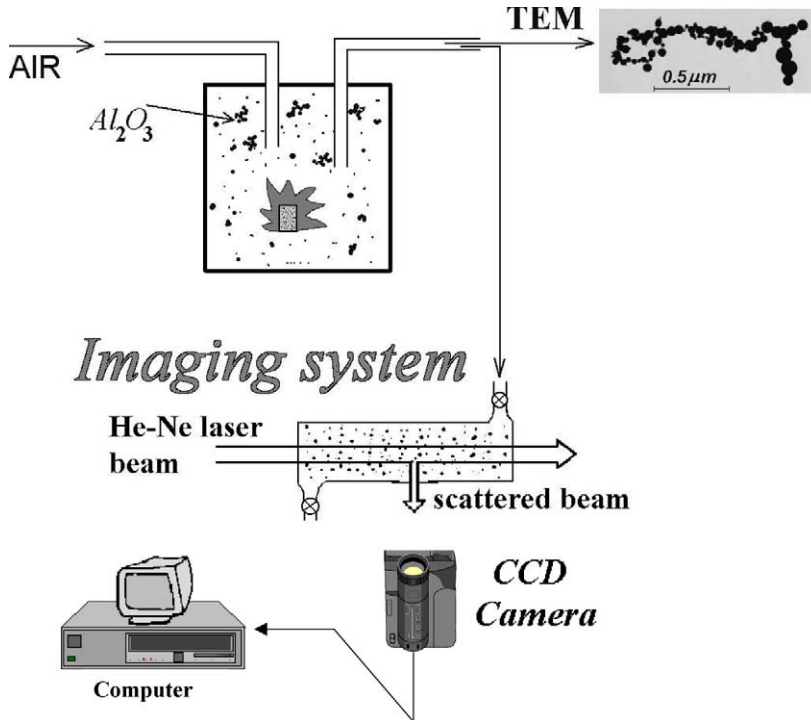 TEM
AIR
0.5μm
Al₂O₃
Imaging system
He-Ne laser
beam
scattered beam
CCD
Camera
Computer